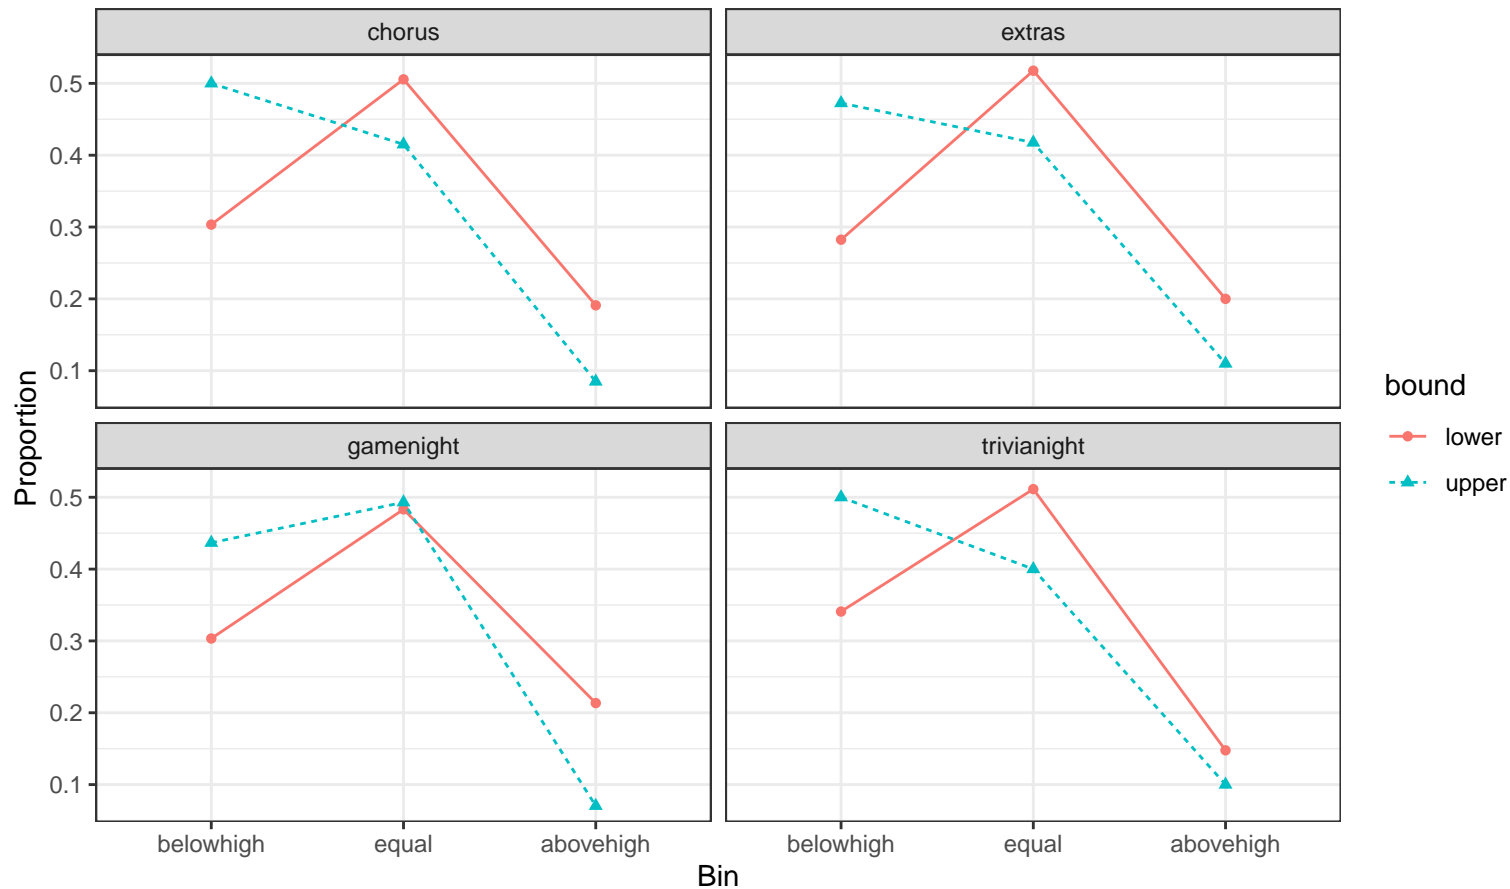 chorus
extras
0.5
0.4
0.3
0.2
0.1
gamenight
trivianight
0.5
0.4
0.3
0.2
0.1
belowhigh
equal
abovehigh
belowhigh
equal
abovehigh
Bin
Proportion
bound
lower
upper